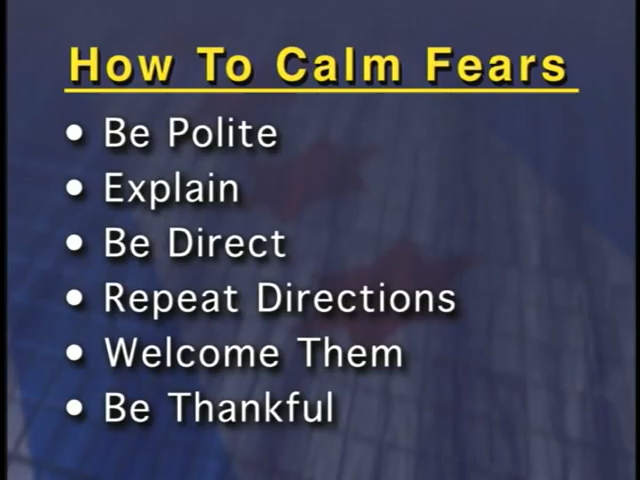 How To Calm Fears
• Be Polite
• Explain
• Be Direct
• Repeat Directions
• Welcome Them
• Be Thankful